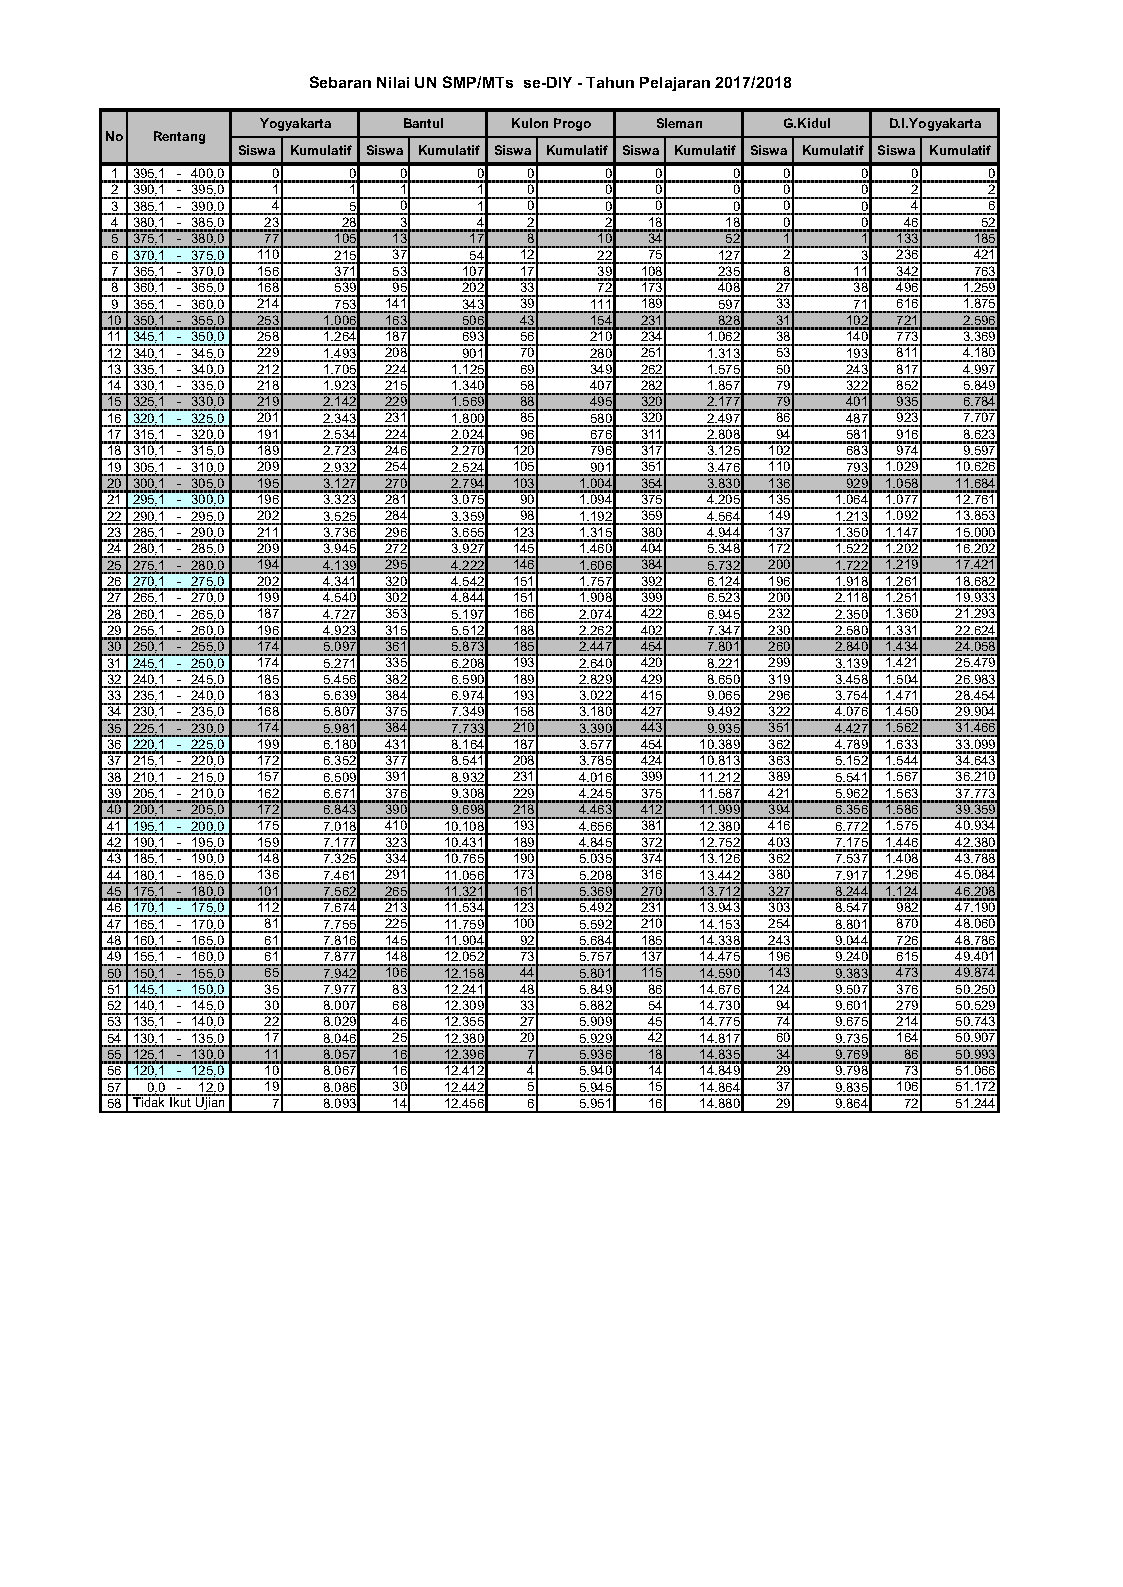 Sebaran Nilai UN SMP/MTs se-DIY - Tahun Pelajaran 2017/2018
No Rentang Yogyakarta Bantul Kulon Progo Sleman G.Kidul D.I.Yogyakarta
Siswa Kumulatif Siswa Kumulatif Siswa Kumulatif Siswa Kumulatif Siswa Kumulatif Siswa Kumulatif
1 395,1 - 400,0 0 0 0 0 0 0 0 0 0 0 0 0
2 390,1 - 395,0 1 1 1 1 0 0 0 0 0 0 2 2
3 385,1 - 390,0 4 5 0 1 0 0 0 0 0 0 4 6
4 380,1 - 385,0 23 28 3 4 2 2 18 18 0 0 46 52
5 375,1 - 380,0 77 105 13 17 8 10 34 52 1 1 133 185
6 370,1 - 375,0 110 215 37 54 12 22 75 127 2 3 236 421
7 365,1 - 370,0 156 371 53 107 17 39 108 235 8 11 342 763
8 360,1 - 365,0 168 539 95 202 33 72 173 408 27 38 496 1.259
9 355,1 - 360,0 214 753 141 343 39 111 189 597 33 71 616 1.875
10 350,1 - 355,0 253 1.006 163 506 43 154 231 828 31 102 721 2.596
11 345,1 - 350,0 258 1.264 187 693 56 210 234 1.062 38 140 773 3.369
12 340,1 - 345,0 229 1.493 208 901 70 280 251 1.313 53 193 811 4.180
13 335,1 - 340,0 212 1.705 224 1.125 69 349 262 1.575 50 243 817 4.997
14 330,1 - 335,0 218 1.923 215 1.340 58 407 282 1.857 79 322 852 5.849
15 325,1 - 330,0 219 2.142 229 1.569 88 495 320 2.177 79 401 935 6.784
16 320,1 - 325,0 201 2.343 231 1.800 85 580 320 2.497 86 487 923 7.707
17 315,1 - 320,0 191 2.534 224 2.024 96 676 311 2.808 94 581 916 8.623
18 310,1 - 315,0 189 2.723 246 2.270 120 796 317 3.125 102 683 974 9.597
19 305,1 - 310,0 209 2.932 254 2.524 105 901 351 3.476 110 793 1.029 10.626
20 300,1 - 305,0 195 3.127 270 2.794 103 1.004 354 3.830 136 929 1.058 11.684
21 295,1 - 300,0 196 3.323 281 3.075 90 1.094 375 4.205 135 1.064 1.077 12.761
22 290,1 - 295,0 202 3.525 284 3.359 98 1.192 359 4.564 149 1.213 1.092 13.853
23 285,1 - 290,0 211 3.736 296 3.655 123 1.315 380 4.944 137 1.350 1.147 15.000
24 280,1 - 285,0 209 3.945 272 3.927 145 1.460 404 5.348 172 1.522 1.202 16.202
25 275,1 - 280,0 194 4.139 295 4.222 146 1.606 384 5.732 200 1.722 1.219 17.421
26 270,1 - 275,0 202 4.341 320 4.542 151 1.757 392 6.124 196 1.918 1.261 18.682
27 265,1 - 270,0 199 4.540 302 4.844 151 1.908 399 6.523 200 2.118 1.251 19.933
28 260,1 - 265,0 187 4.727 353 5.197 166 2.074 422 6.945 232 2.350 1.360 21.293
29 255,1 - 260,0 196 4.923 315 5.512 188 2.262 402 7.347 230 2.580 1.331 22.624
30 250,1 - 255,0 174 5.097 361 5.873 185 2.447 454 7.801 260 2.840 1.434 24.058
31 245,1 - 250,0 174 5.271 335 6.208 193 2.640 420 8.221 299 3.139 1.421 25.479
32 240,1 - 245,0 185 5.456 382 6.590 189 2.829 429 8.650 319 3.458 1.504 26.983
33 235,1 - 240,0 183 5.639 384 6.974 193 3.022 415 9.065 296 3.754 1.471 28.454
34 230,1 - 235,0 168 5.807 375 7.349 158 3.180 427 9.492 322 4.076 1.450 29.904
35 225,1 - 230,0 174 5.981 384 7.733 210 3.390 443 9.935 351 4.427 1.562 31.466
36 220,1 - 225,0 199 6.180 431 8.164 187 3.577 454 10.389 362 4.789 1.633 33.099
37 215,1 - 220,0 172 6.352 377 8.541 208 3.785 424 10.813 363 5.152 1.544 34.643
38 210,1 - 215,0 157 6.509 391 8.932 231 4.016 399 11.212 389 5.541 1.567 36.210
39 205,1 - 210,0 162 6.671 376 9.308 229 4.245 375 11.587 421 5.962 1.563 37.773
40 200,1 - 205,0 172 6.843 390 9.698 218 4.463 412 11.999 394 6.356 1.586 39.359
41 195,1 - 200,0 175 7.018 410 10.108 193 4.656 381 12.380 416 6.772 1.575 40.934
42 190,1 - 195,0 159 7.177 323 10.431 189 4.845 372 12.752 403 7.175 1.446 42.380
43 185,1 - 190,0 148 7.325 334 10.765 190 5.035 374 13.126 362 7.537 1.408 43.788
44 180,1 - 185,0 136 7.461 291 11.056 173 5.208 316 13.442 380 7.917 1.296 45.084
45 175,1 - 180,0 101 7.562 265 11.321 161 5.369 270 13.712 327 8.244 1.124 46.208
46 170,1 - 175,0 112 7.674 213 11.534 123 5.492 231 13.943 303 8.547 982 47.190
47 165,1 - 170,0 81 7.755 225 11.759 100 5.592 210 14.153 254 8.801 870 48.060
48 160,1 - 165,0 61 7.816 145 11.904 92 5.684 185 14.338 243 9.044 726 48.786
49 155,1 - 160,0 61 7.877 148 12.052 73 5.757 137 14.475 196 9.240 615 49.401
50 150,1 - 155,0 65 7.942 106 12.158 44 5.801 115 14.590 143 9.383 473 49.874
51 145,1 - 150,0 35 7.977 83 12.241 48 5.849 86 14.676 124 9.507 376 50.250
52 140,1 - 145,0 30 8.007 68 12.309 33 5.882 54 14.730 94 9.601 279 50.529
53 135,1 - 140,0 22 8.029 46 12.355 27 5.909 45 14.775 74 9.675 214 50.743
54 130,1 - 135,0 17 8.046 25 12.380 20 5.929 42 14.817 60 9.735 164 50.907
55 125,1 - 130,0 11 8.057 16 12.396 7 5.936 18 14.835 34 9.769 86 50.993
56 120,1 - 125,0 10 8.067 16 12.412 4 5.940 14 14.849 29 9.798 73 51.066
57 0,0 - 12,0 19 8.086 30 12.442 5 5.945 15 14.864 37 9.835 106 51.172
58 Tidak Ikut Ujian 7 8.093 14 12.456 6 5.951 16 14.880 29 9.864 72 51.244